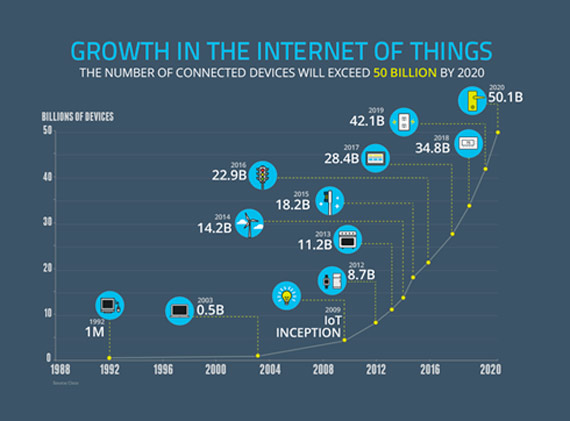 GROWTH IN THE INTERNET OF THINGS
THE NUMBER OF CONNECTED DEVICES WILL EXCEED 50 BILLION BY 2020
BILLIONS OF DEVICES
50
40
30
20
10
0
1988
1992
1996
2000
2004
2008
2012
2016
2020
1992
1M
2003
0.5B
2009
IoT
INCEPTION
2012
8.7B
2013
11.2B
2014
14.2B
2015
18.2B
2016
22.9B
2017
28.4B
2018
34.8B
2019
42.1B
2020
50.1B